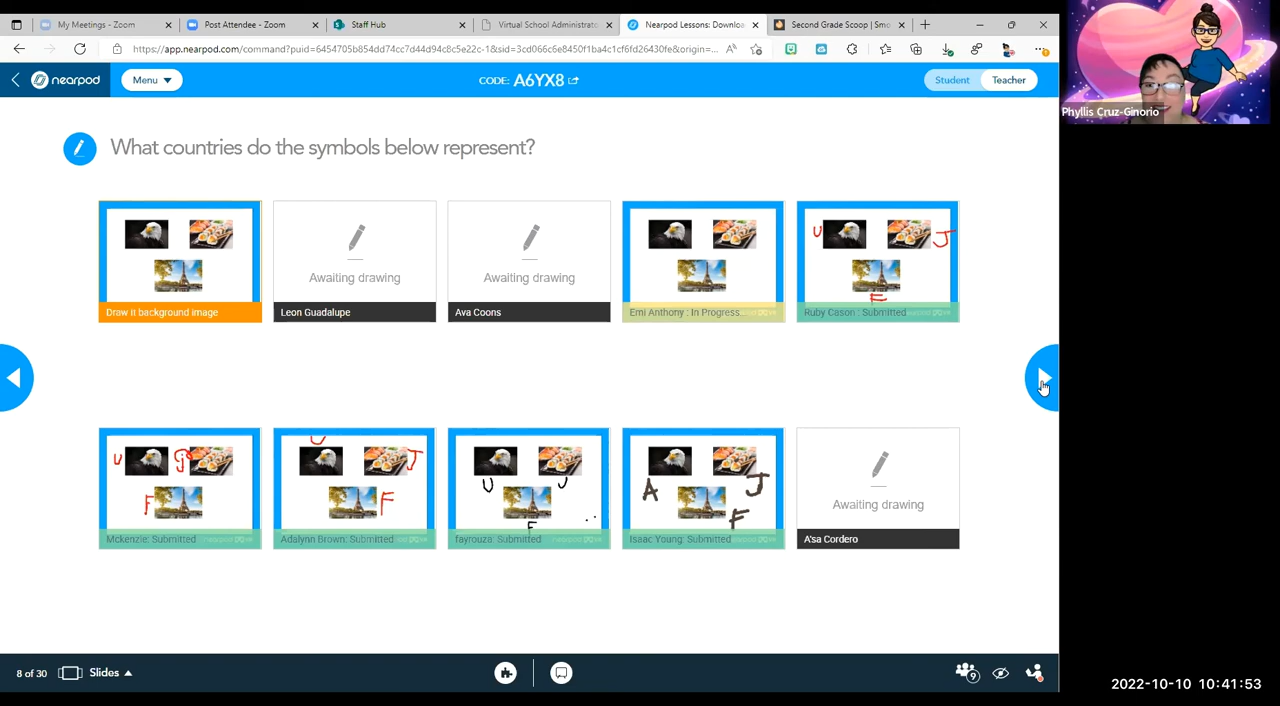 My Meetings - Zoom
Post Attendee - Zoom
Staff Hub
Virtual School Administrato
Nearpod Lessons: Downloa
Second Grade Scoop | Smo
https://app.nearpod.com/command?puid=6454705b854dd74cc7d44d94c8c5e22c-1&sid=3cd066c6e8450f1ba4c1cf6fd26430fe&origin=...
nearpod
Menu
CODE: A6YX8
Student
Teacher
Phyllis Cruz-Ginorio
What countries do the symbols below represent?
Awaiting drawing
Awaiting drawing
U
J
F
Draw It background image
Leon Guadalupe
Ava Coons
Emi Anthony : In Progress
Ruby Cason : Submitted
U
j
F
U
J
F
U
J
F
A
J
F
Awaiting drawing
Mckenzie: Submitted
Adalynn Brown: Submitted
fayrouza: Submitted
Isaac Young: Submitted
A'sa Cordero
8 of 30
Slides
9
2022-10-10 10:41:53